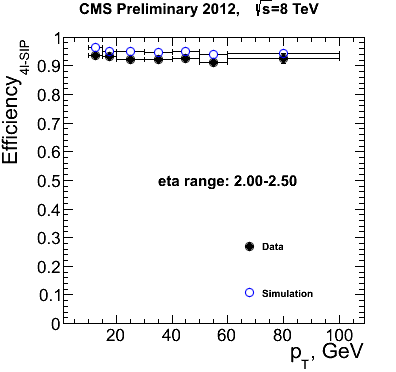 CMS Preliminary 2012, √s=8 TeV
Efficiency4l-SIP
1
0.9
0.8
0.7
0.6
0.5
0.4
0.3
0.2
0.1
0
eta range: 2.00-2.50
Data
Simulation
20 40 60 80 100
pT, GeV